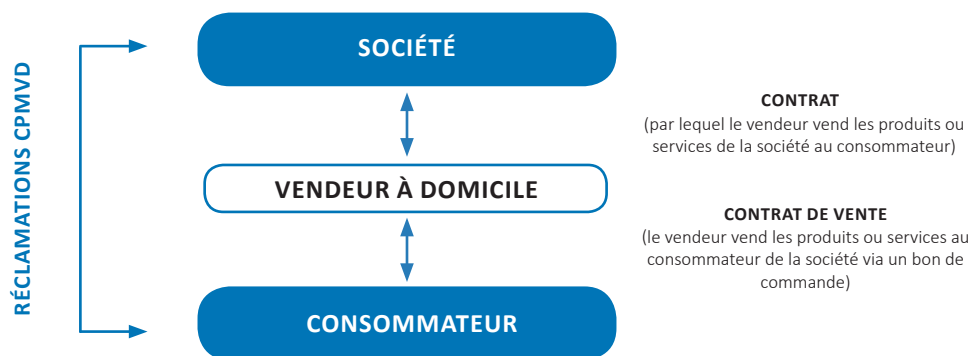 SOCIÉTÉ
RÉCLAMATIONS CPMVD
CONTRAT
(par lequel le vendeur vend les produits ou
services de la société au consommateur)
VENDEUR À DOMICILE
CONTRAT DE VENTE
(le vendeur vend les produits ou services au
consommateur de la société via un bon de
commande)
CONSOMMATEUR